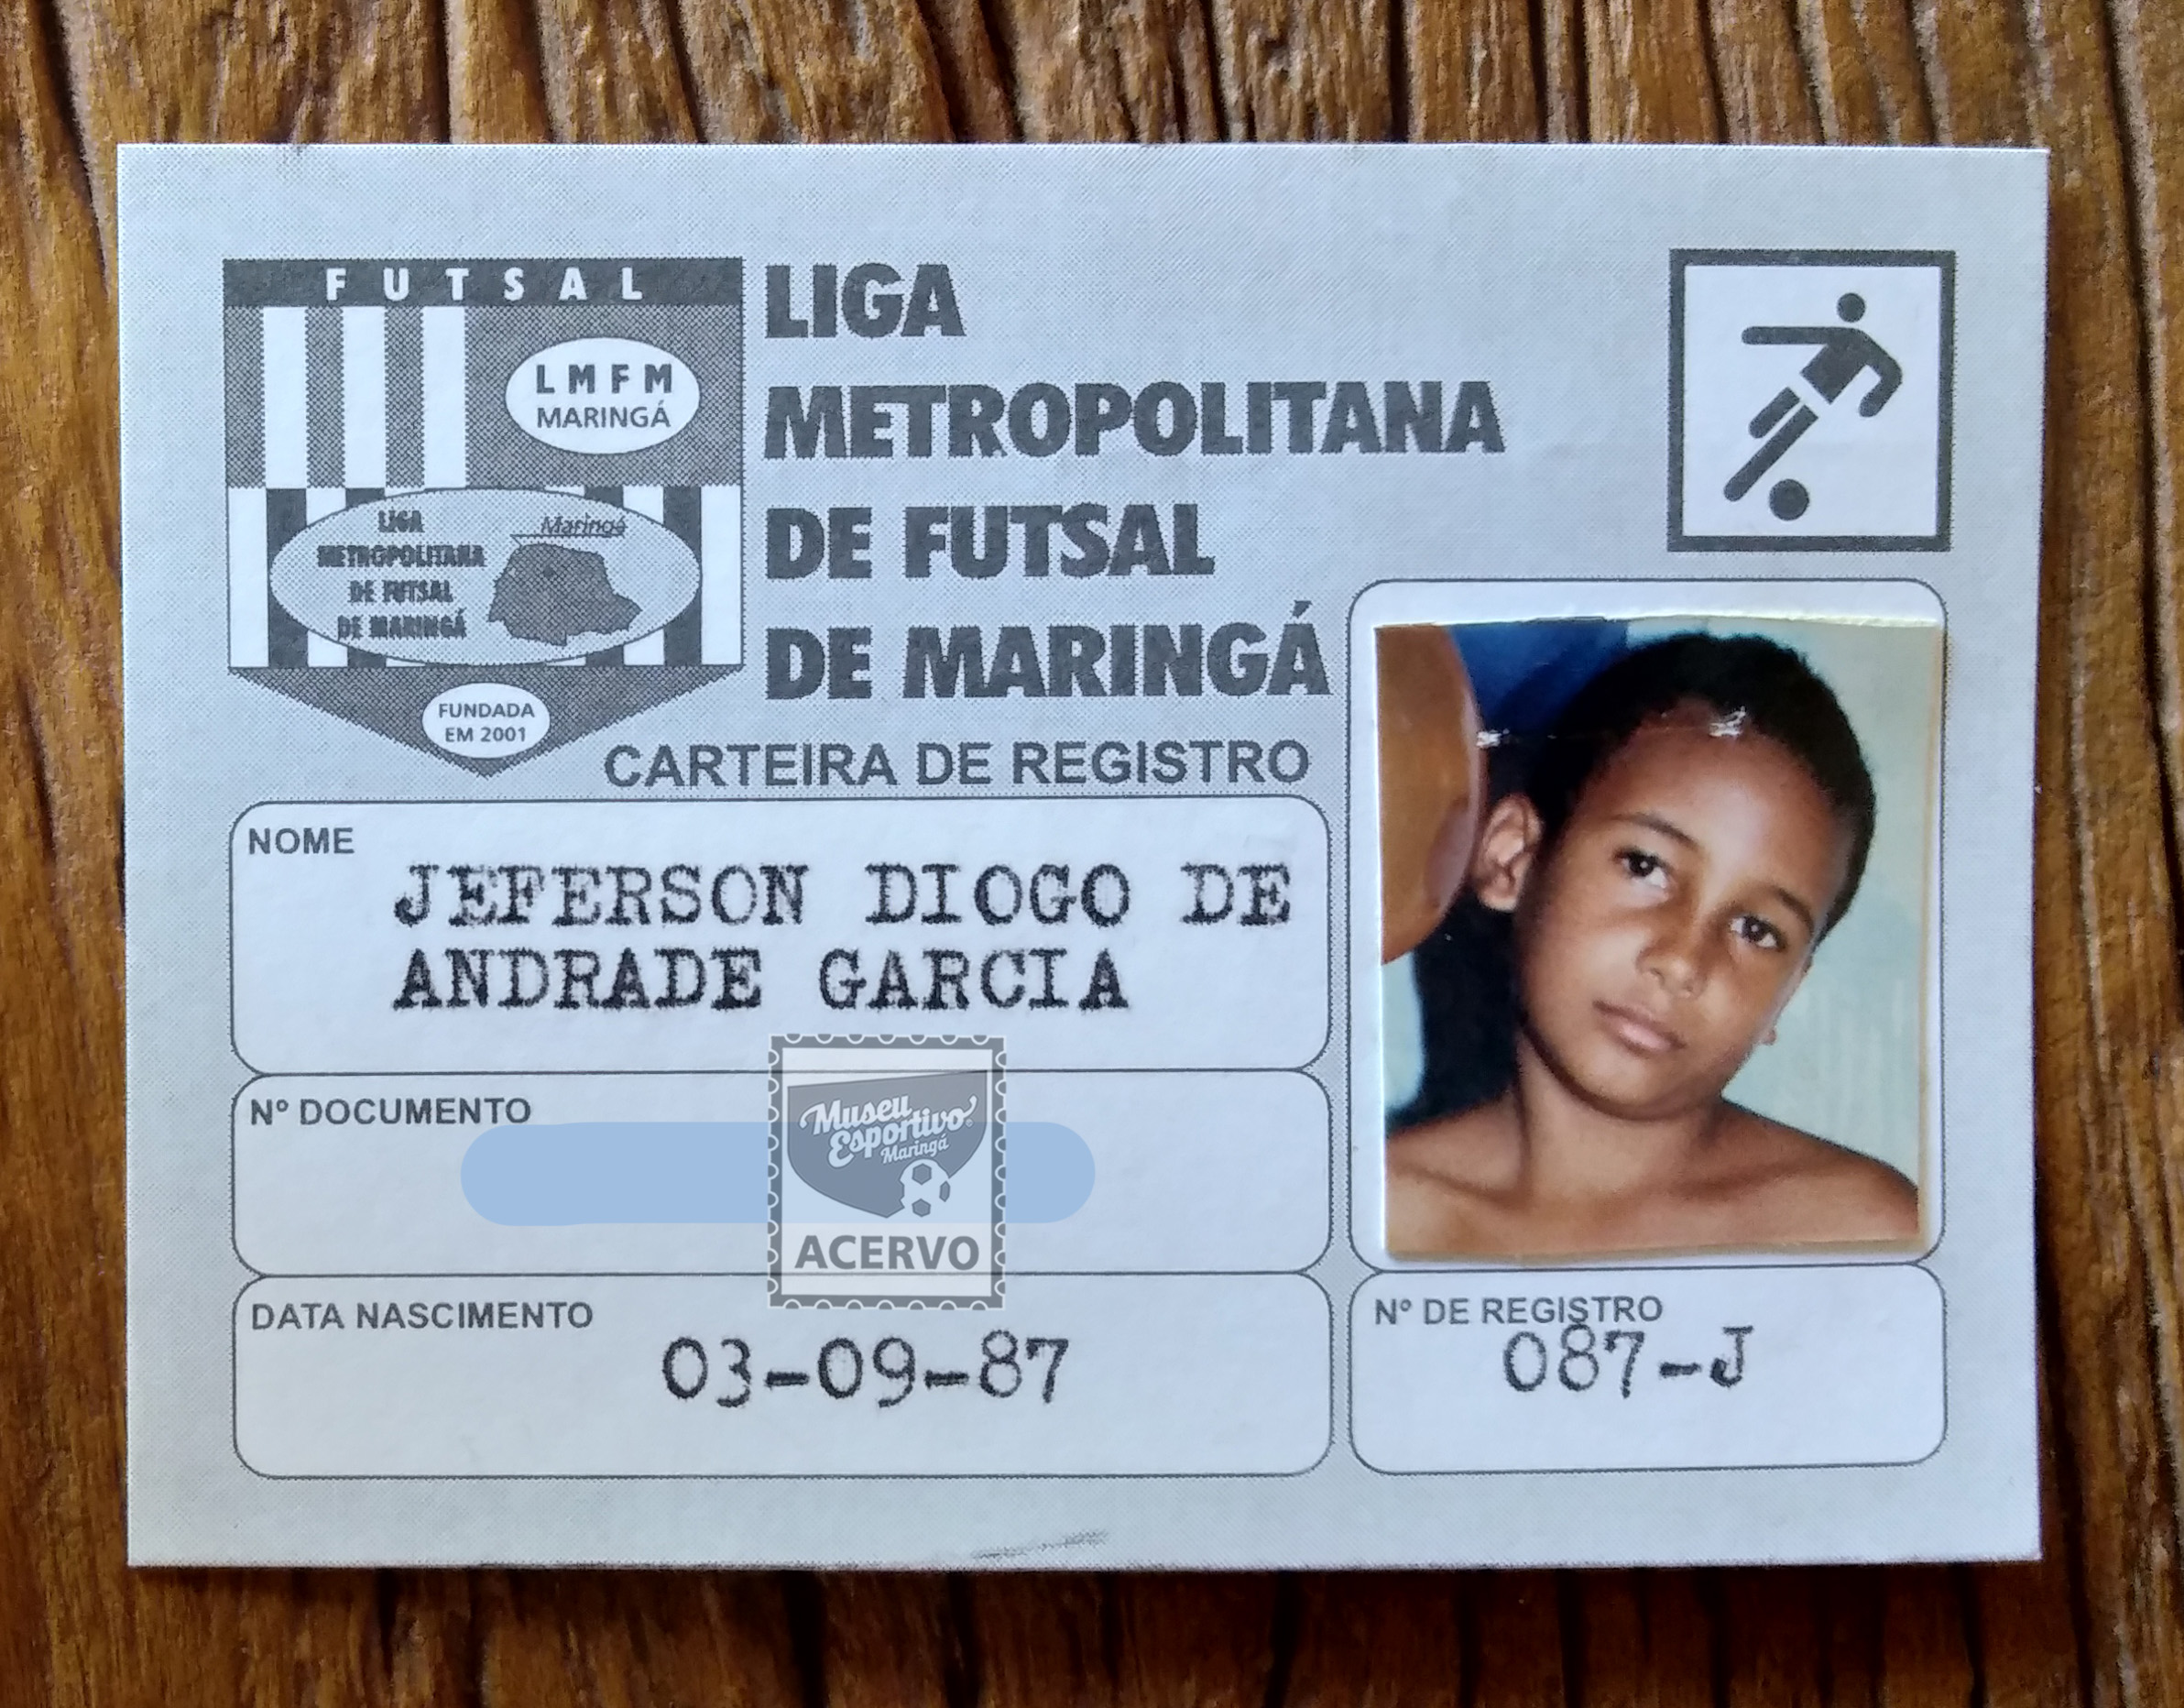 FUTSAL
LMFM
MARINGÁ
LIGA
METROPOLITANA
DE FUTSAL
DE MARINGÁ
Maringá
FUNDADA
EM 2001
LIGA
METROPOLITANA
DE FUTSAL
DE MARINGÁ
CARTEIRA DE REGISTRO
NOME
JEFERSON DIOGO DE
ANDRADE GARCIA
Nº DOCUMENTO
Museu
Esportivo
Maringá
ACERVO
DATA NASCIMENTO
03-09-87
Nº DE REGISTRO
087-J